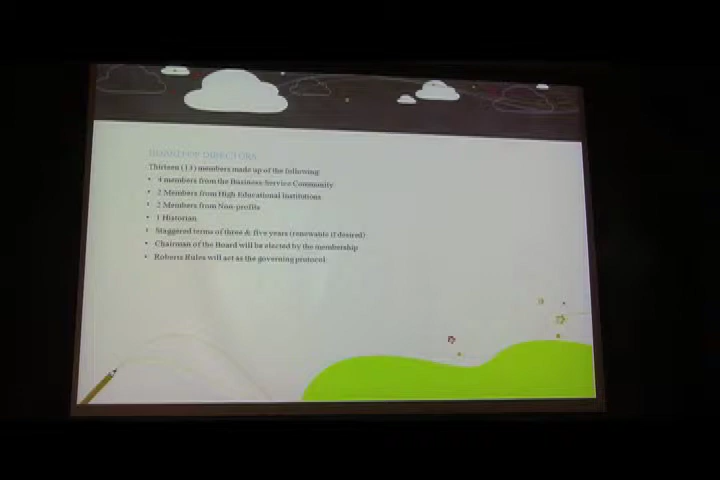 BOARD OF DIRECTORS
Thirteen (13) members made up of the following:
• 4 members from the Business-Service Community
• 2 Members from High Educational Institutions
• 2 Members from Non-profits
• 1 Historian
• Staggered terms of three & five years (renewable if desired)
• Chairman of the Board will be elected by the membership
• Roberts Rules will act as the governing protocol